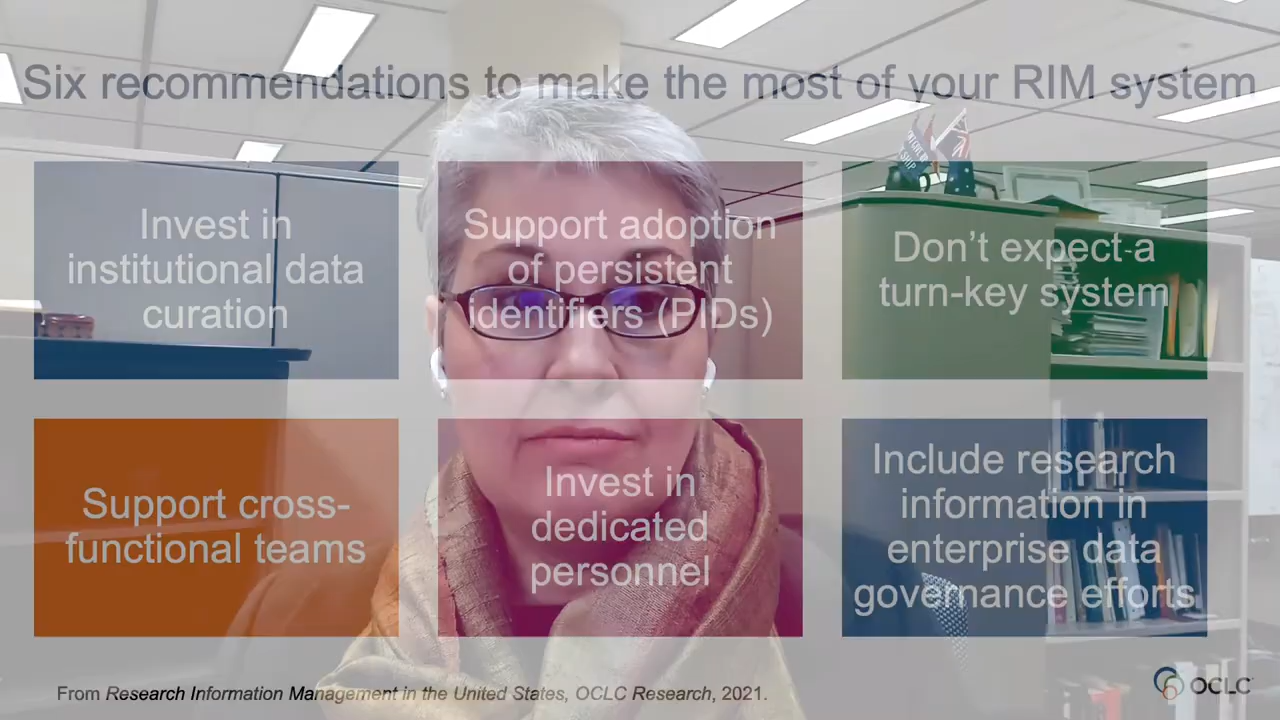 Six recommendations to make the most of your RIM system
Invest in
institutional data
curation
Support adoption
of persistent
identifiers (PIDs)
Don’t expect a
turn-key system
Support cross-
functional teams
Invest in
dedicated
personnel
Include research
information in
enterprise data
governance efforts
From Research Information Management in the United States, OCLC Research, 2021.
OCLC